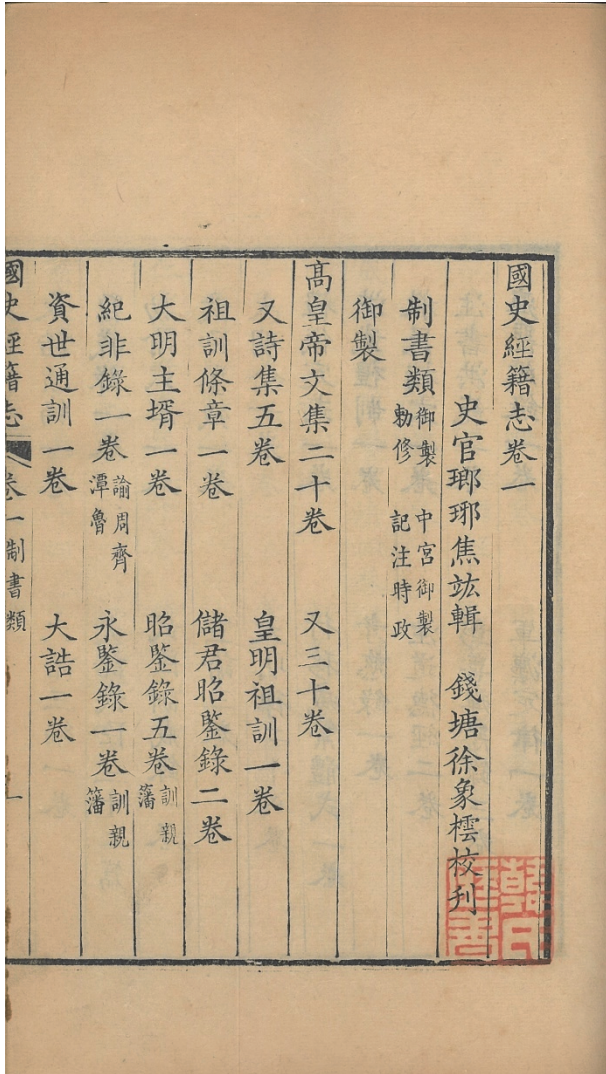 國史經籍志卷一
史官瑯琊焦竑輯 錢塘徐象橒校刊
制書類 御製 中宮御製
勅修 記注時政
御製
高皇帝文集二十卷 又三十卷
又詩集五卷 皇明祖訓一卷
祖訓條章一卷 儲君昭鑒錄二卷
大明主壻一卷 昭鑒錄五卷 訓親藩
紀非錄一卷 諭周齊潭魯 永鑒錄一卷 訓親藩
資世通訓一卷 大誥一卷
國史經籍志 卷一制書類 一